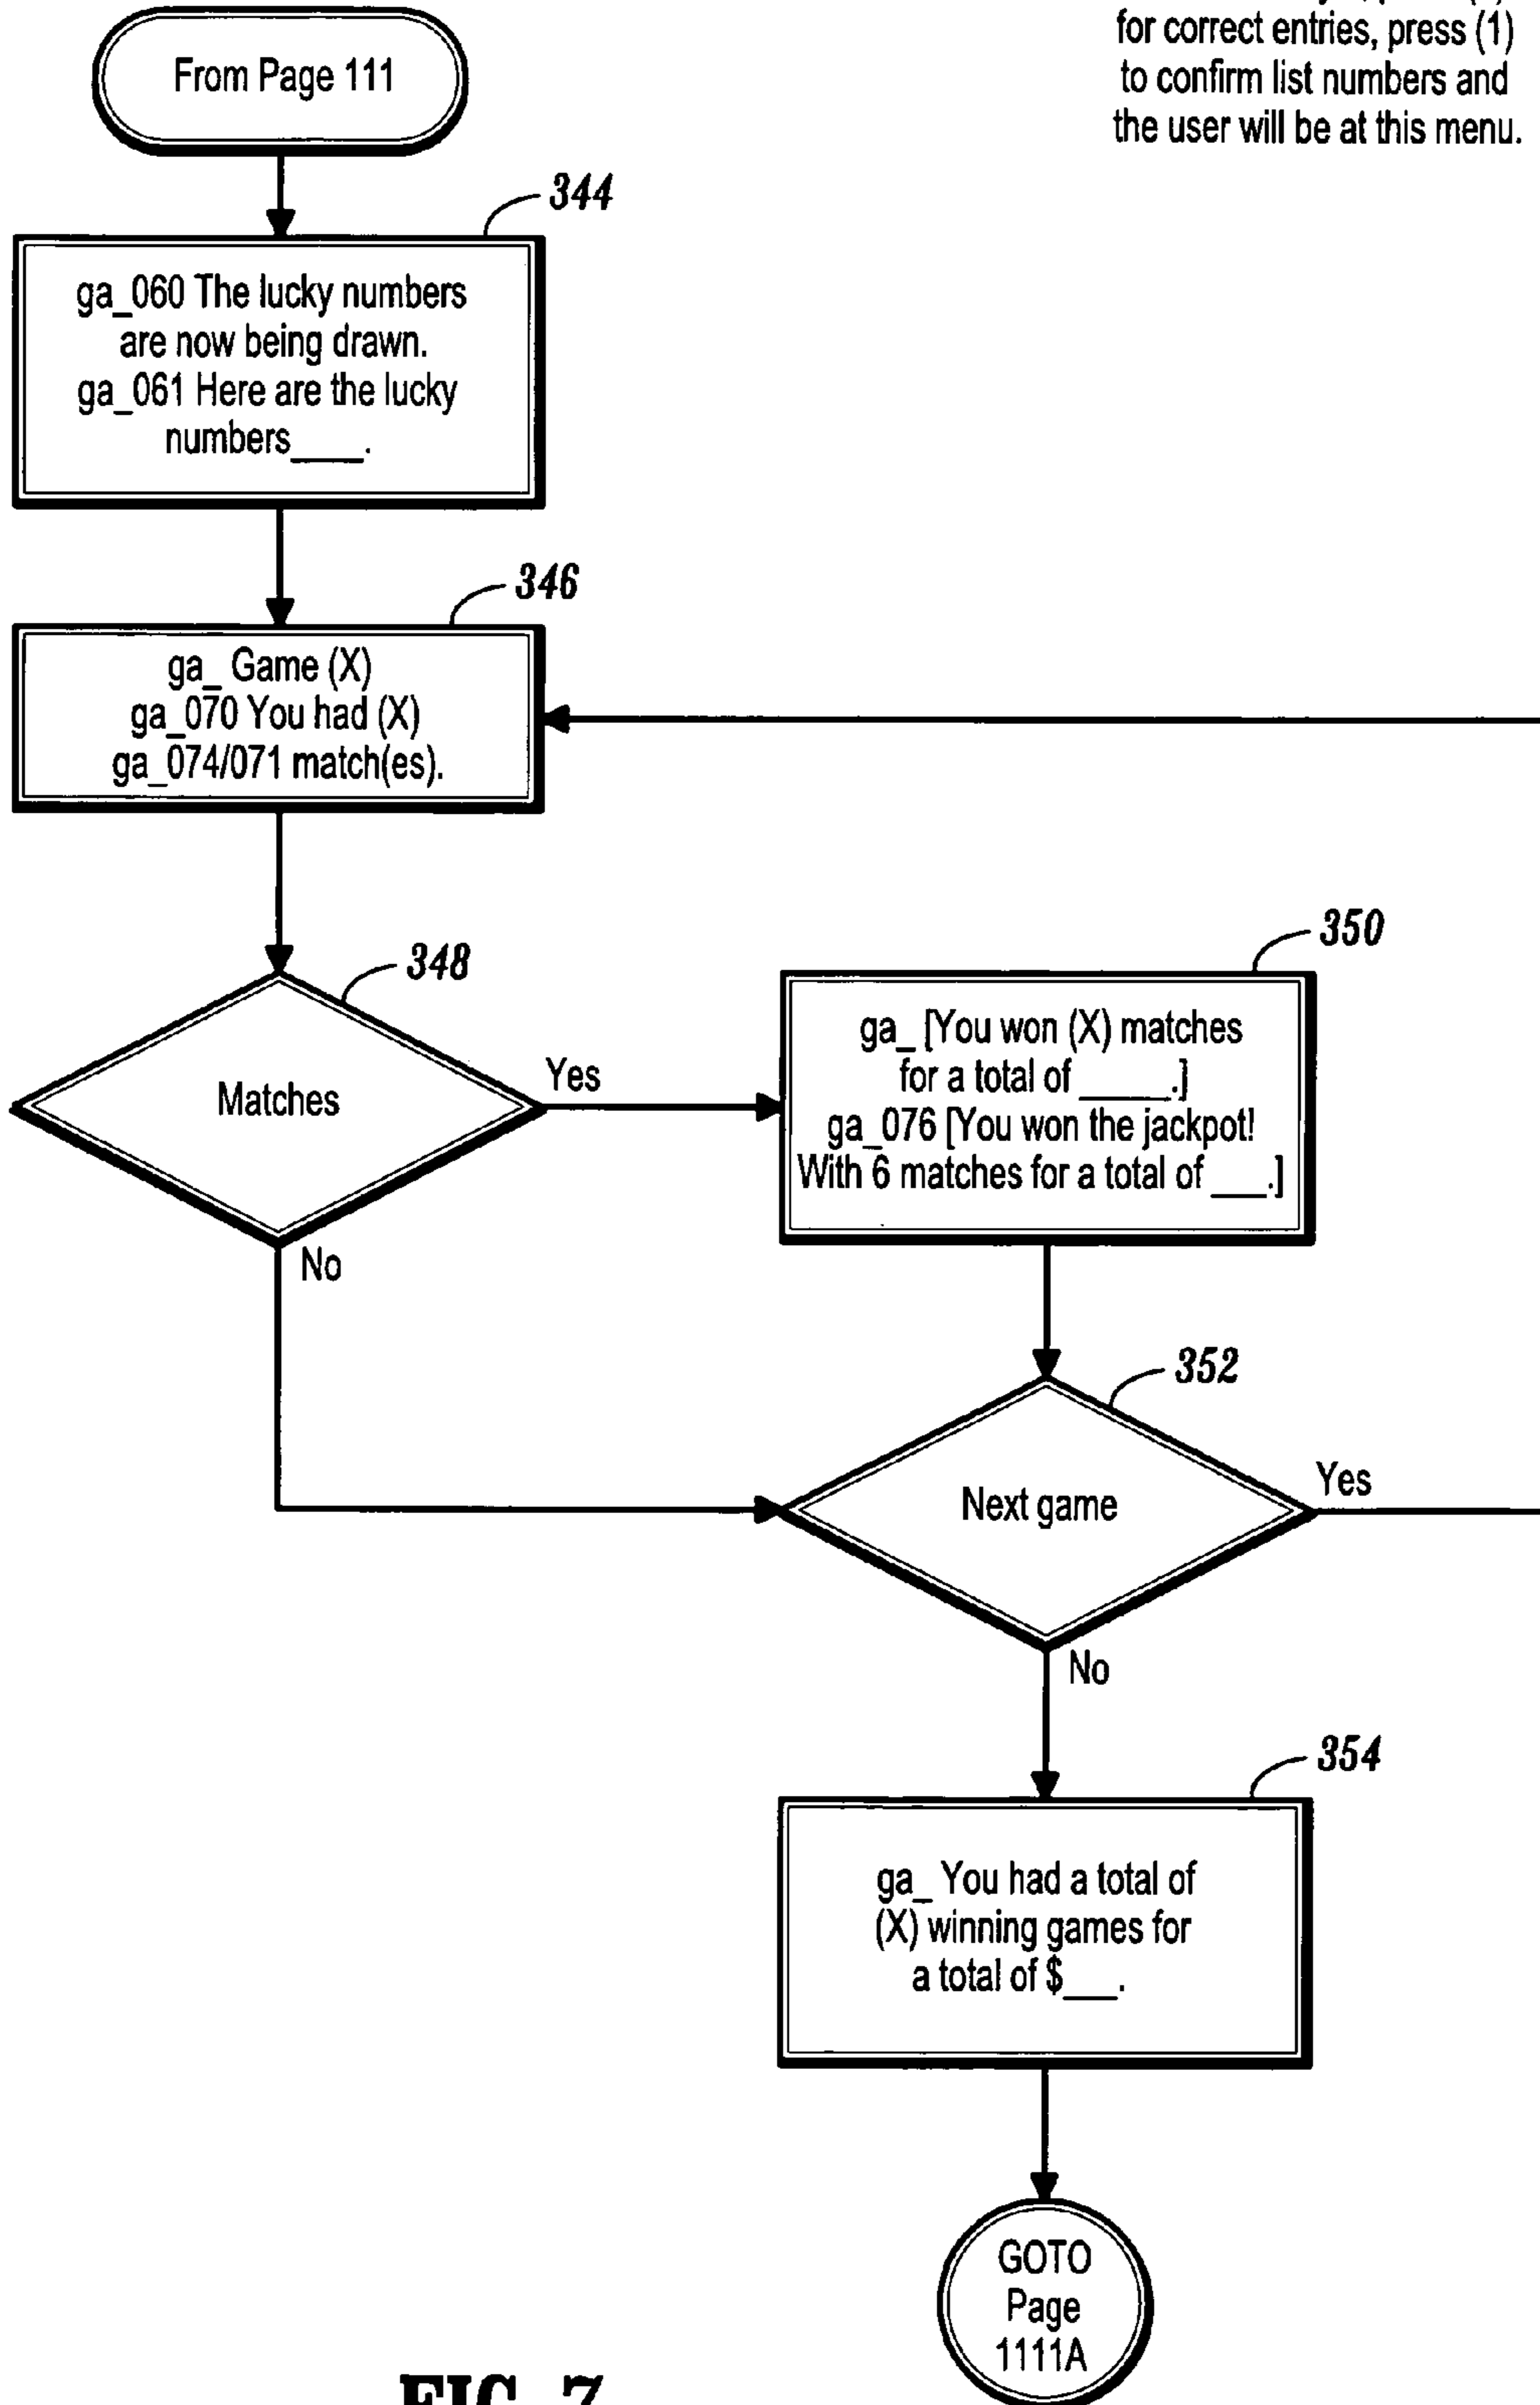 From Page 111
for correct entries, press (1)
to confirm list numbers and
the user will be at this menu.
344
ga_060 The lucky numbers
are now being drawn.
ga_061 Here are the lucky
numbers____.
346
ga_ Game (X)
ga_070 You had (X)
ga_074/071 match(es).
348
Matches
Yes
No
350
ga_ [You won (X) matches
for a total of _____.]
ga_076 [You won the jackpot!
With 6 matches for a total of ___.]
352
Next game
Yes
No
354
ga_ You had a total of
(X) winning games for
a total of $___.
GOTO
Page
1111A
FIG. 7